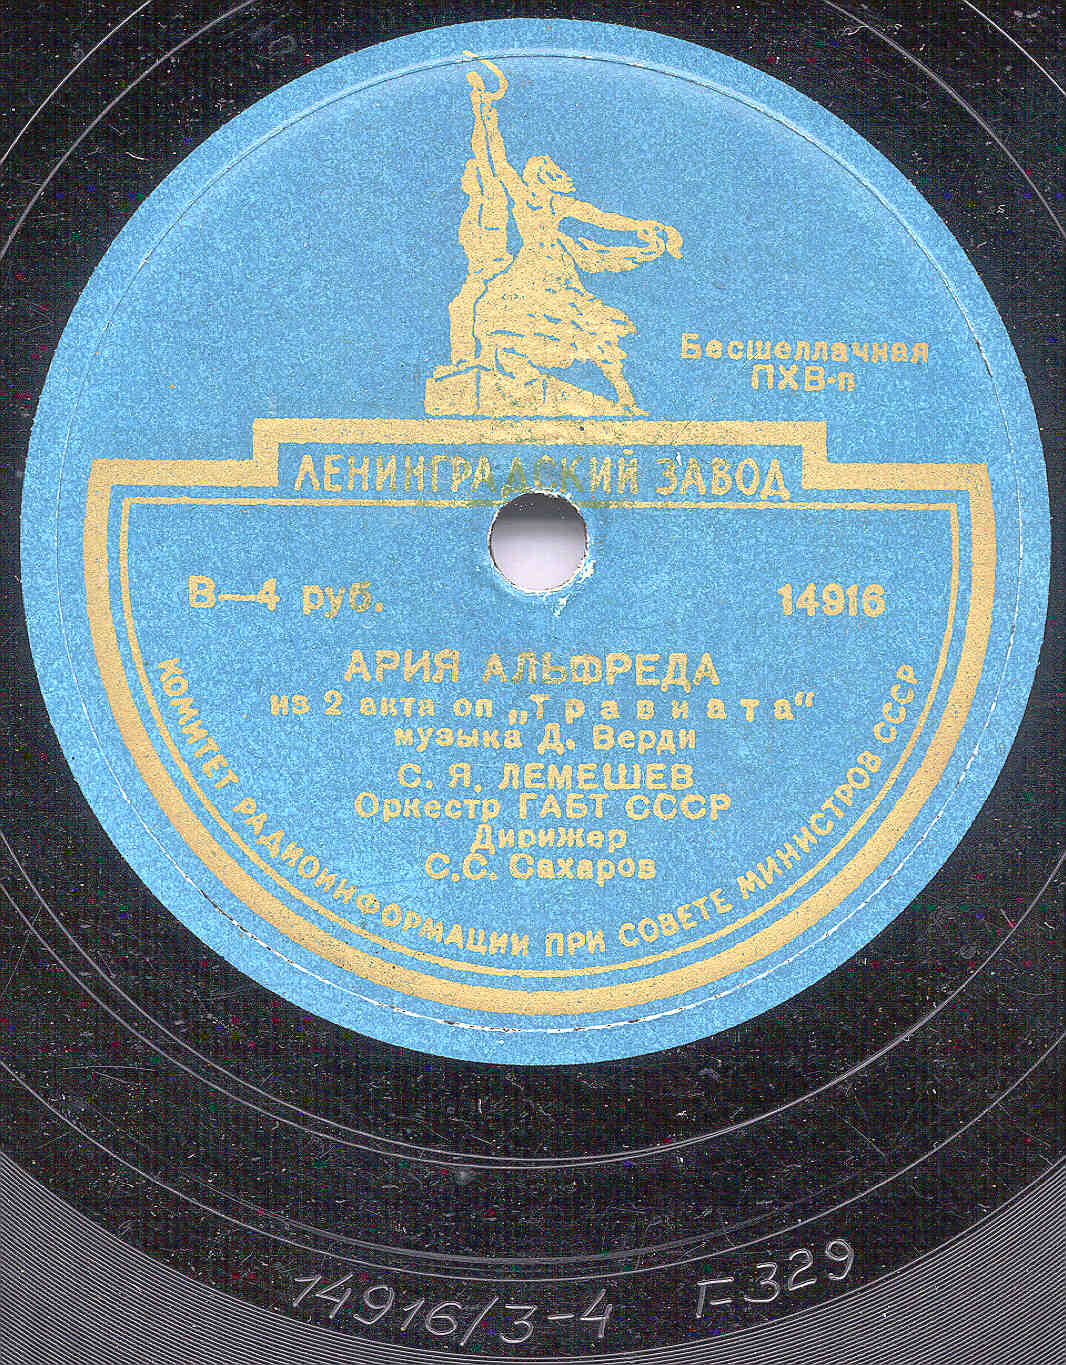 Бесшеллачная
ПХВ-п
ЛЕНИНГРАДСКИЙ ЗАВОД
В—4 руб.
14916
АРИЯ АЛЬФРЕДА
из 2 акта оп „Травиата“
музыка Д. Верди
С. Я. ЛЕМЕШЕВ
Оркестр ГАБТ СССР
Дирижер
С.С. Сахаров
КОМИТЕТ РАДИОИНФОРМАЦИИ ПРИ СОВЕТЕ МИНИСТРОВ СССР
14916/3-4 F329